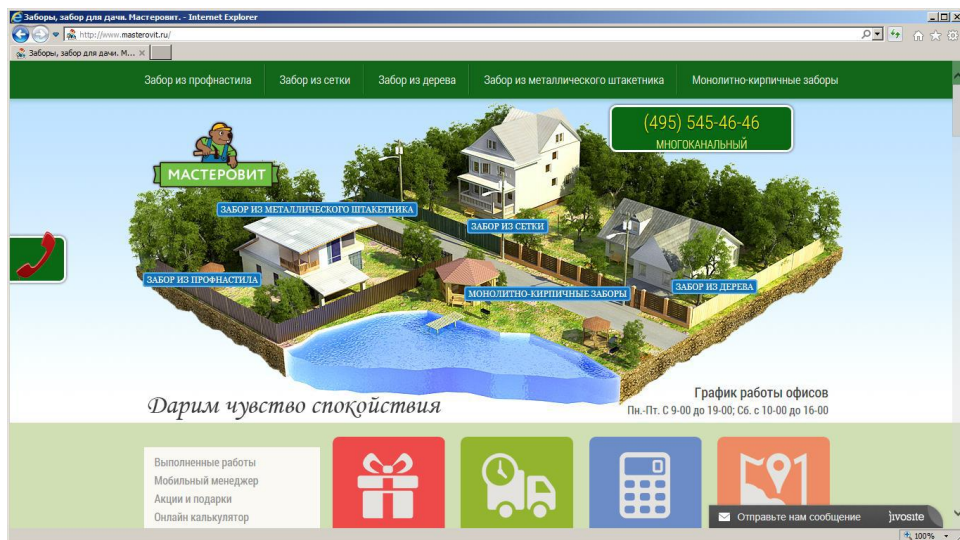 Заборы, забор для дачи. Мастеровит. - Internet Explorer
http://www.masterovit.ru/
Заборы, забор для дачи. М...
Забор из профнастила
Забор из сетки
Забор из дерева
Забор из металлического штакетника
Монолитно-кирпичные заборы
(495) 545-46-46
МНОГОКАНАЛЬНЫЙ
МАСТЕРОВИТ
ЗАБОР ИЗ МЕТАЛЛИЧЕСКОГО ШТАКЕТНИКА
ЗАБОР ИЗ СЕТКИ
ЗАБОР ИЗ ПРОФНАСТИЛА
МОНОЛИТНО-КИРПИЧНЫЕ ЗАБОРЫ
ЗАБОР ИЗ ДЕРЕВА
Дарим чувство спокойствия
График работы офисов
Пн.-Пт. С 9-00 до 19-00; Сб. с 10-00 до 16-00
Выполненные работы
Мобильный менеджер
Акции и подарки
Онлайн калькулятор
Отправьте нам сообщение
jivosite
100%